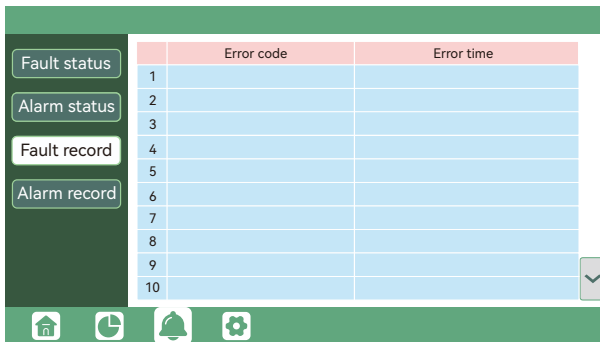 Fault status
Alarm status
Fault record
Alarm record
Error code Error time
1
2
3
4
5
6
7
8
9
10